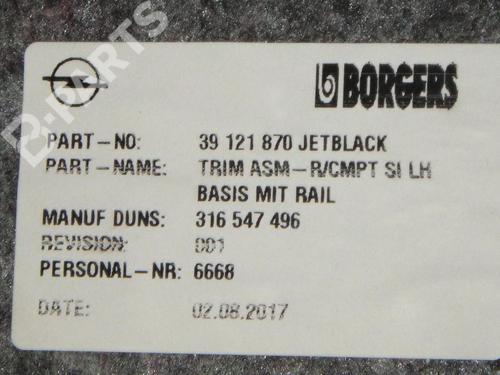 B-PARTS
BORGERS
PART-NO: 39 121 870 JETBLACK
PART-NAME: TRIM ASM-R/CMPT SI LH
BASIS MIT RAIL
MANUF DUNS: 316 547 496
REVISION: 001
PERSONAL-NR: 6668
DATE: 02.08.2017